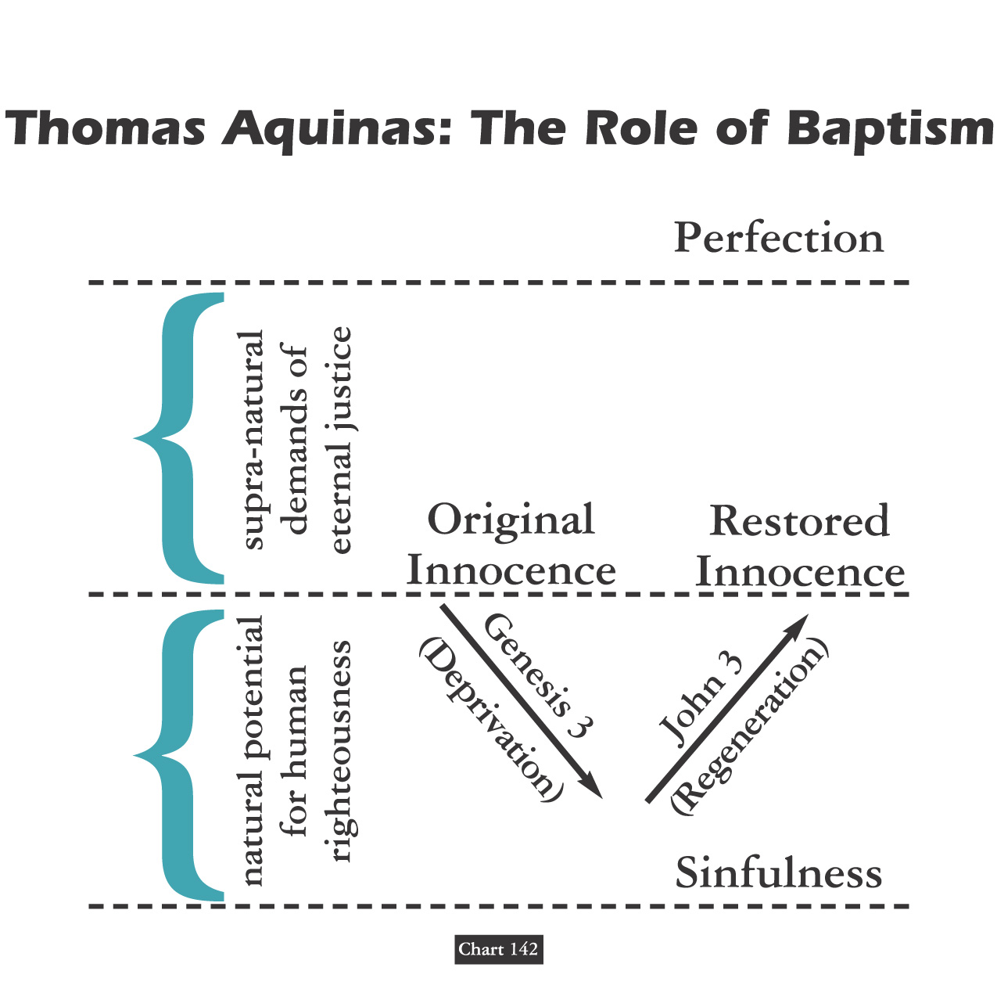 Thomas Aquinas: The Role of Baptism
Perfection
supra-natural
demands of
eternal justice
Original
Innocence
Restored
Innocence
natural potential
for human
righteousness
Genesis 3
(Deprivation)
John 3
(Regeneration)
Sinfulness
Chart 142